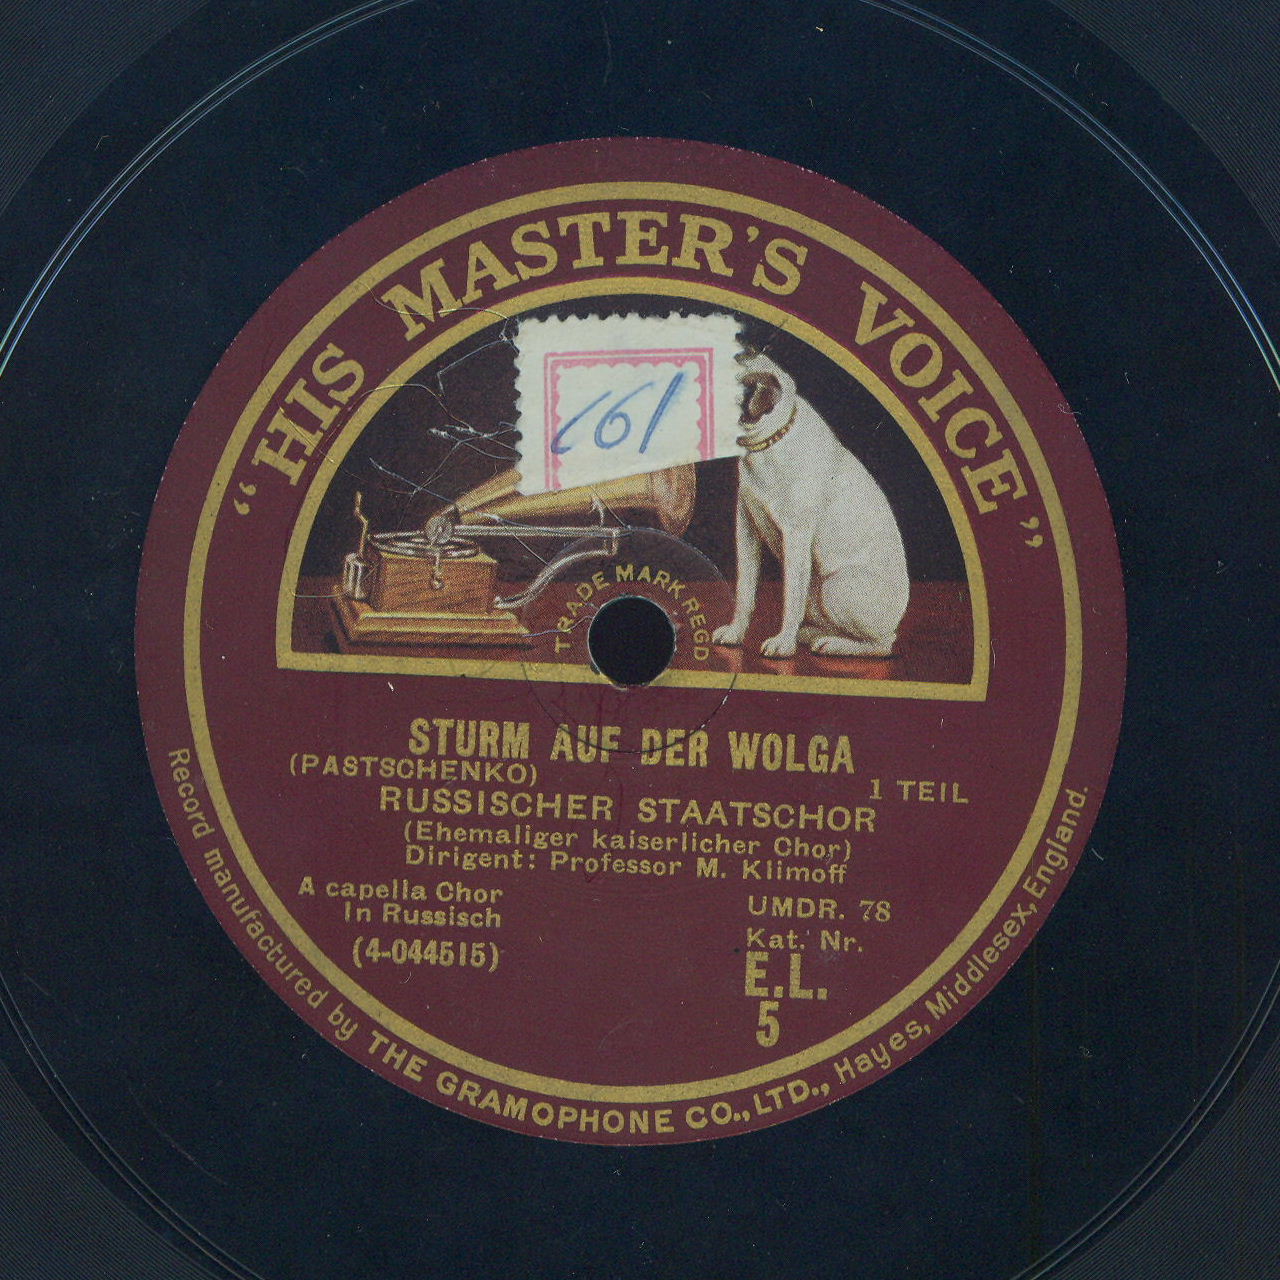 “HIS MASTER'S VOICE”
161
TRADE MARK REGD
STURM AUF DER WOLGA
(PASTSCHENKO)
1 TEIL
RUSSISCHER STAATSCHOR
(Ehemaliger kaiserlicher Chor)
Dirigent: Professor M. Klimoff
A capella Chor
In Russisch
(4-044515)
UMDR. 78
Kat. Nr.
E.L.
5
Record manufactured by THE GRAMOPHONE CO., LTD., Hayes, Middlesex, England.